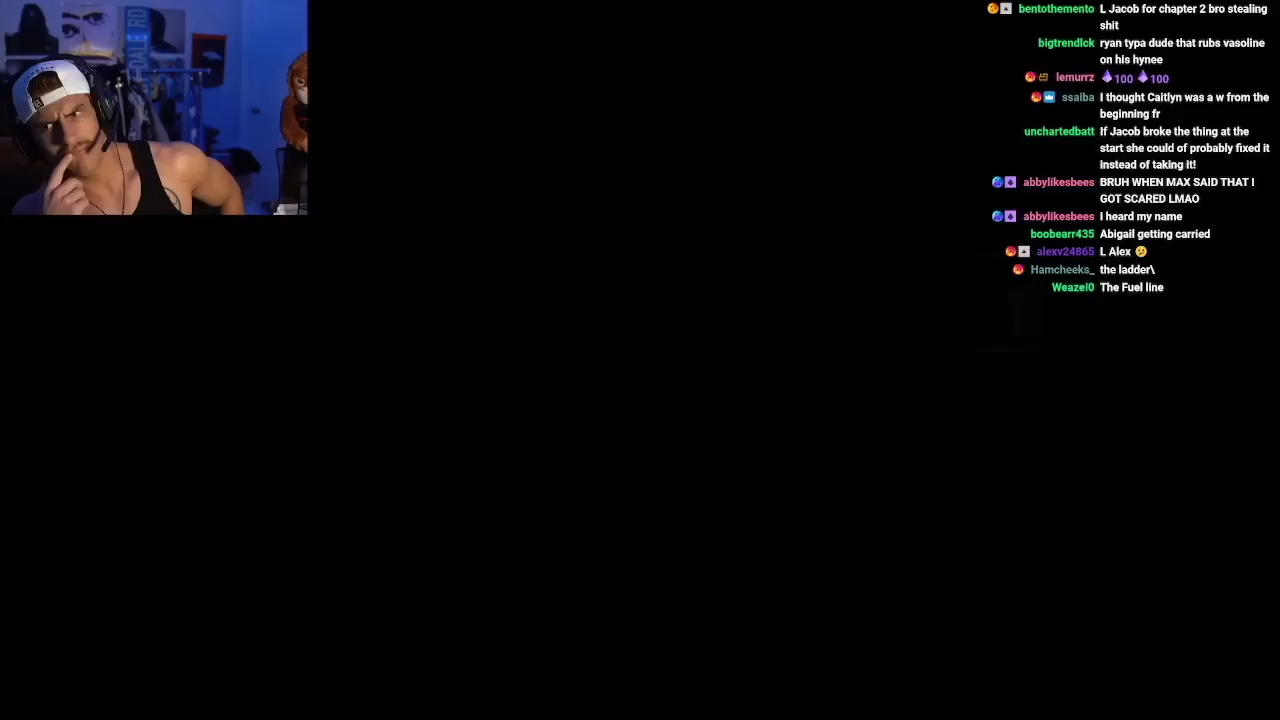 bentothemento L Jacob for chapter 2 bro stealing
shit
bigtrendlck ryan typa dude that rubs vasoline
on his hynee
lemurrz 100 100
ssalba I thought Caitlyn was a w from the
beginning fr
unchartedbatt If Jacob broke the thing at the
start she could of probably fixed it
instead of taking it!
abbylikesbees BRUH WHEN MAX SAID THAT I
GOT SCARED LMAO
abbylikesbees i heard my name
boobearr435 Abigail getting carried
alexv24865 L Alex 😕
Hamcheeks_ the ladder\
Weazel0 The Fuel line
DALE RD